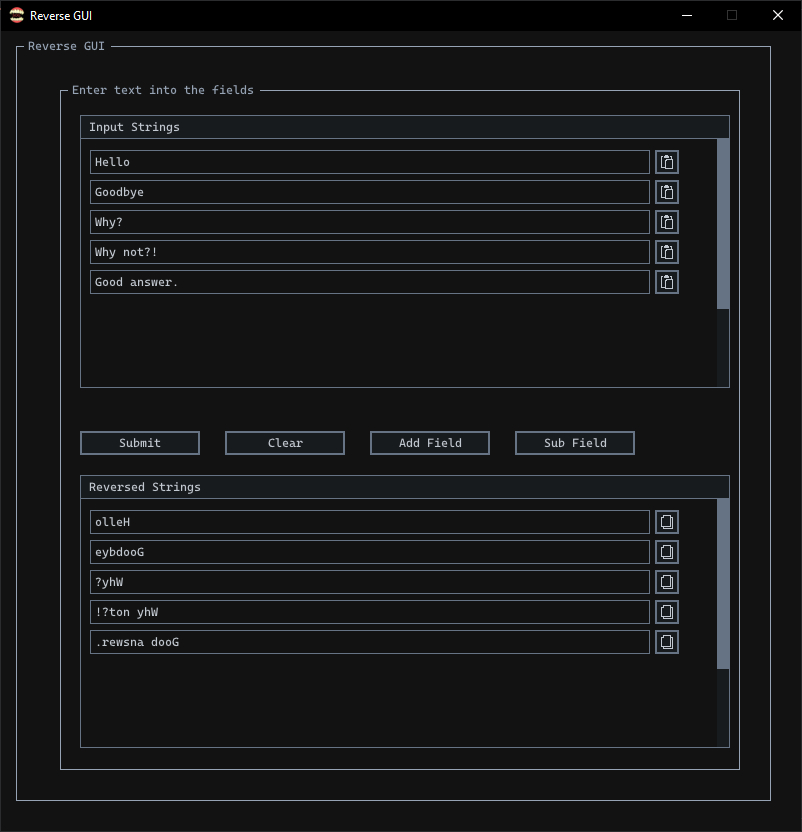 Reverse GUI
Reverse GUI
Enter text into the fields
Input Strings
Hello
Goodbye
Why?
Why not?!
Good answer.
Submit Clear Add Field Sub Field
Reversed Strings
olleH
eybdooG
?yhW
!?ton yhW
.rewsna dooG